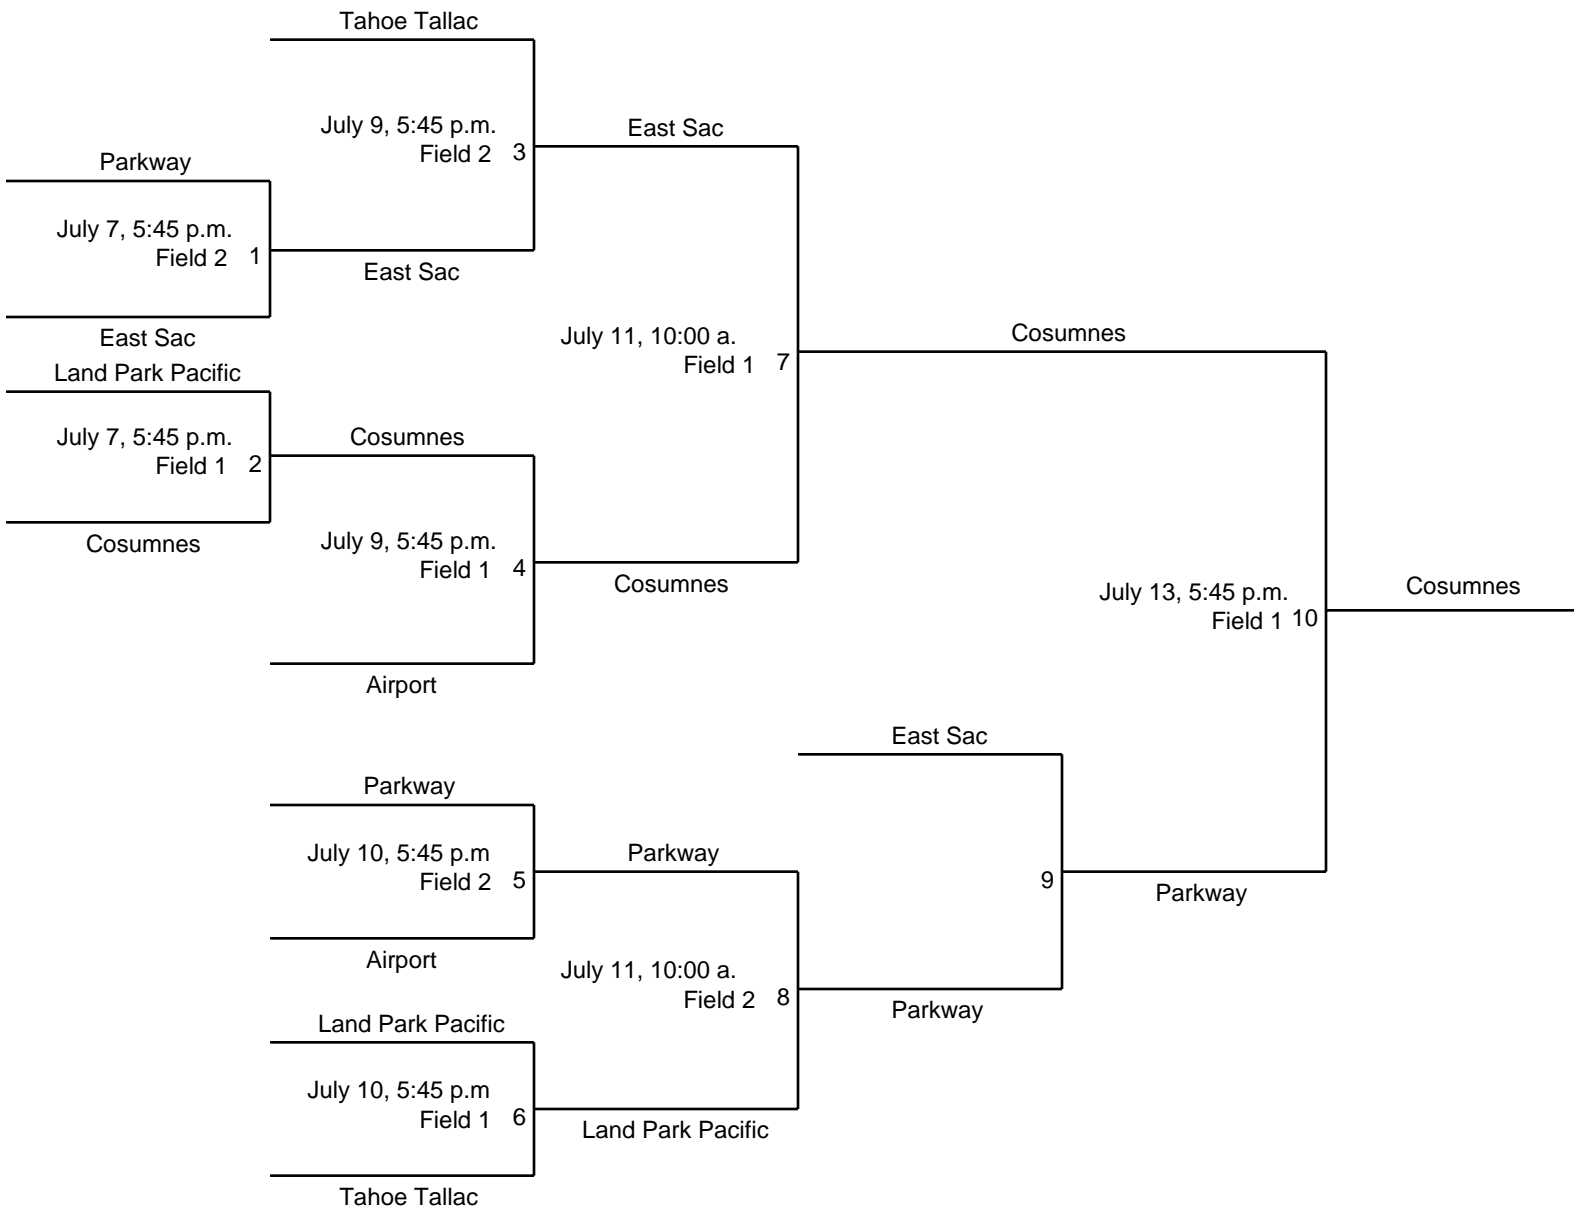 Tahoe Tallac
July 9, 5:45 p.m.
Field 2 3
East Sac
Parkway
July 7, 5:45 p.m.
Field 2 1
East Sac
East Sac
Land Park Pacific
July 11, 10:00 a.
Field 1 7
Cosumnes
July 7, 5:45 p.m.
Field 1 2
Cosumnes
Cosumnes
July 9, 5:45 p.m.
Field 1 4
Cosumnes
July 13, 5:45 p.m.
Field 1 10
Cosumnes
Airport
East Sac
Parkway
July 10, 5:45 p.m
Field 2 5
Parkway
9
Parkway
Airport
July 11, 10:00 a.
Field 2 8
Parkway
Land Park Pacific
July 10, 5:45 p.m
Field 1 6
Land Park Pacific
Tahoe Tallac